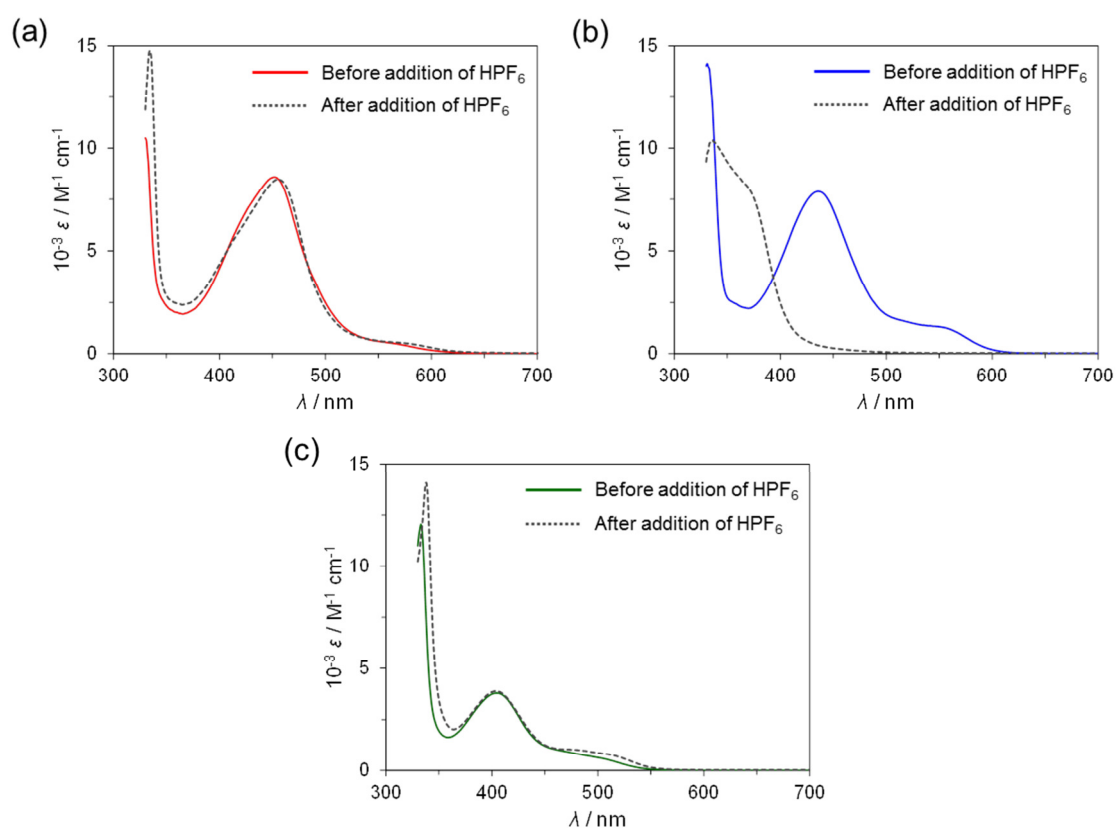 (a)
15
10
5
0
10⁻³ ε / M⁻¹ cm⁻¹
Before addition of HPF₆
After addition of HPF₆
300 400 500 600 700
λ / nm
(b)
15
10
5
0
10⁻³ ε / M⁻¹ cm⁻¹
Before addition of HPF₆
After addition of HPF₆
300 400 500 600 700
λ / nm
(c)
15
10
5
0
10⁻³ ε / M⁻¹ cm⁻¹
Before addition of HPF₆
After addition of HPF₆
300 400 500 600 700
λ / nm